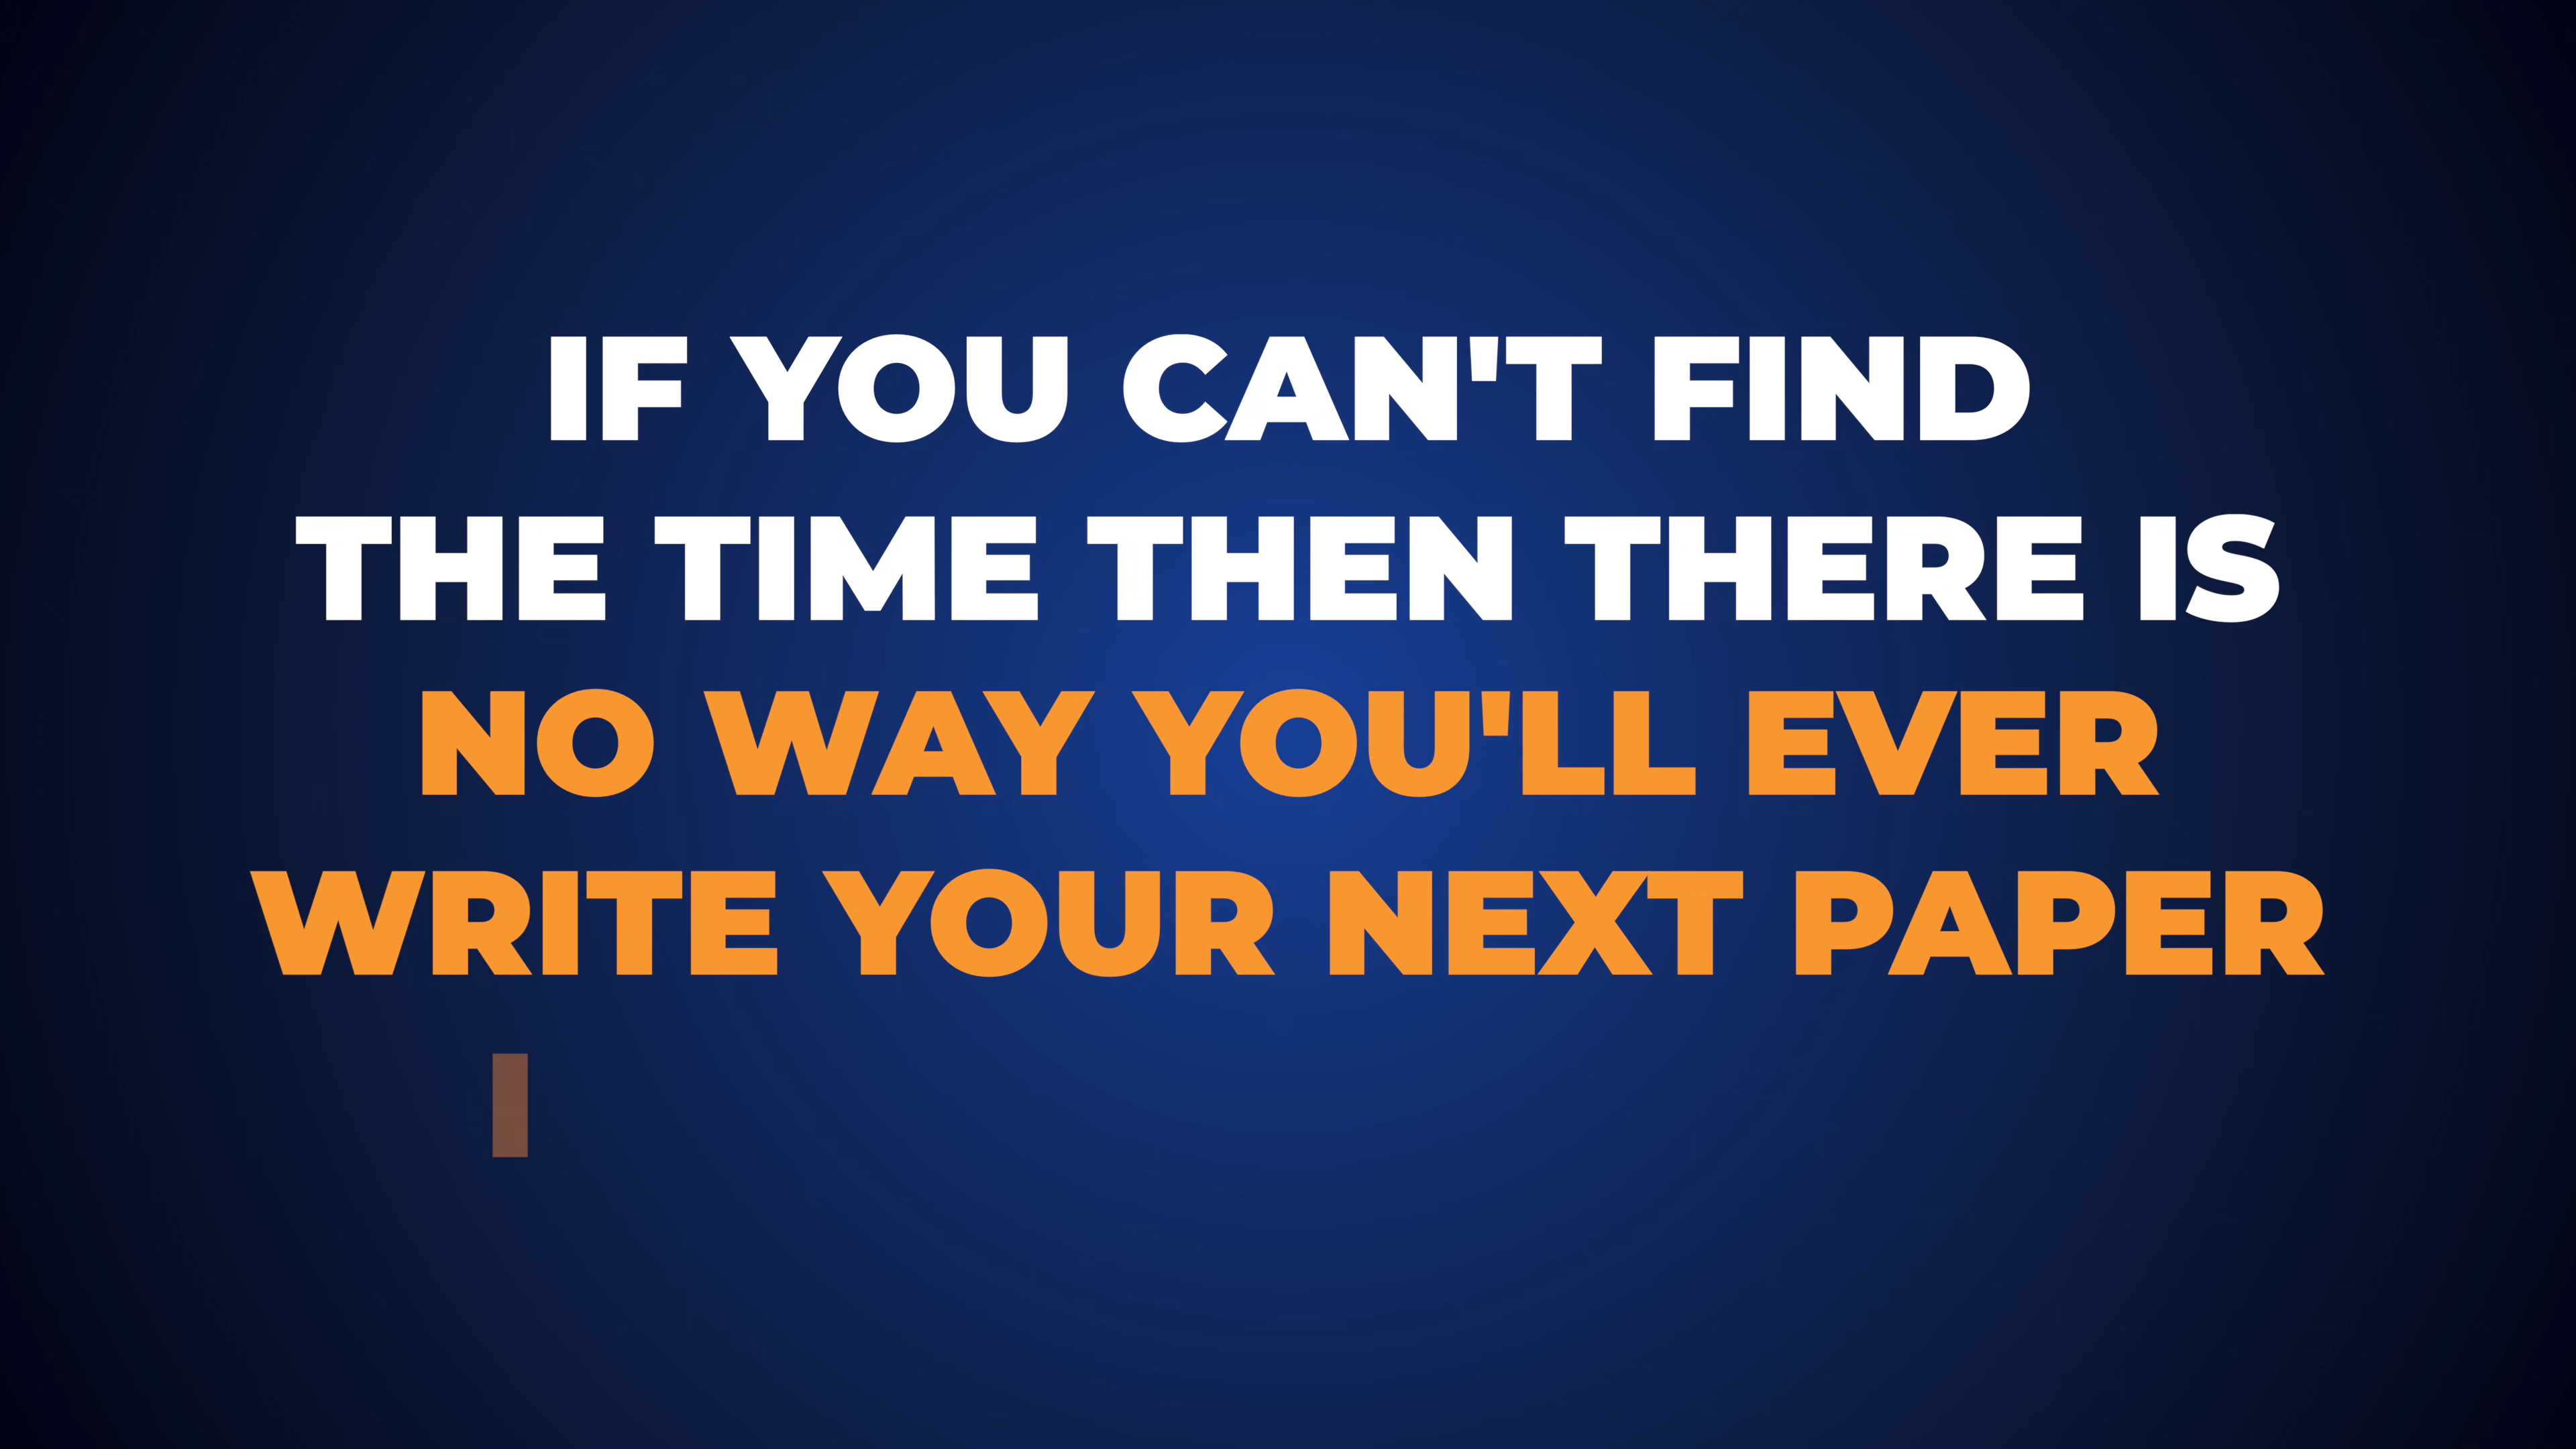 IF YOU CAN'T FIND
THE TIME THEN THERE IS
NO WAY YOU'LL EVER
WRITE YOUR NEXT PAPER